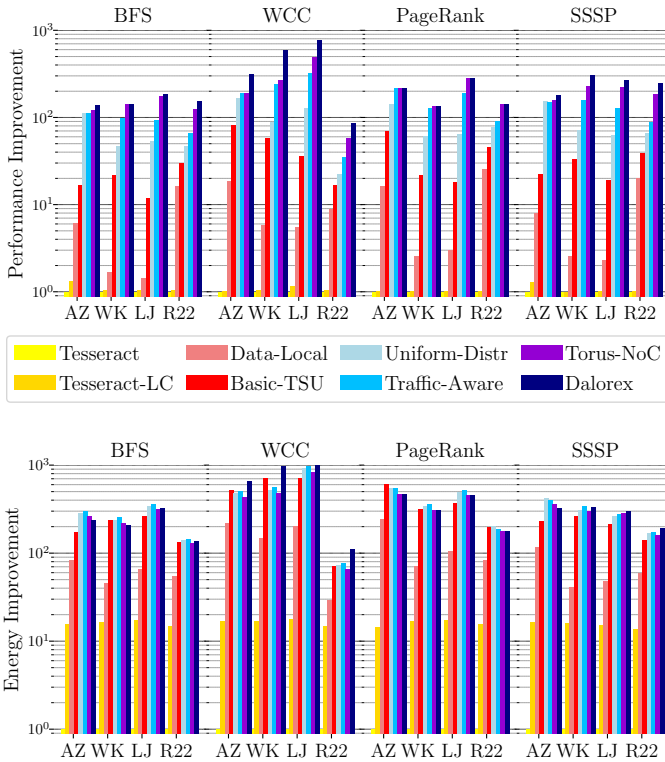 BFS WCC PageRank SSSP
Performance Improvement
10³
10²
10¹
10⁰
AZ WK LJ R22 AZ WK LJ R22 AZ WK LJ R22 AZ WK LJ R22
Tesseract Data-Local Uniform-Distr Torus-NoC
Tesseract-LC Basic-TSU Traffic-Aware Dalorex
BFS WCC PageRank SSSP
Energy Improvement
10³
10²
10¹
10⁰
AZ WK LJ R22 AZ WK LJ R22 AZ WK LJ R22 AZ WK LJ R22